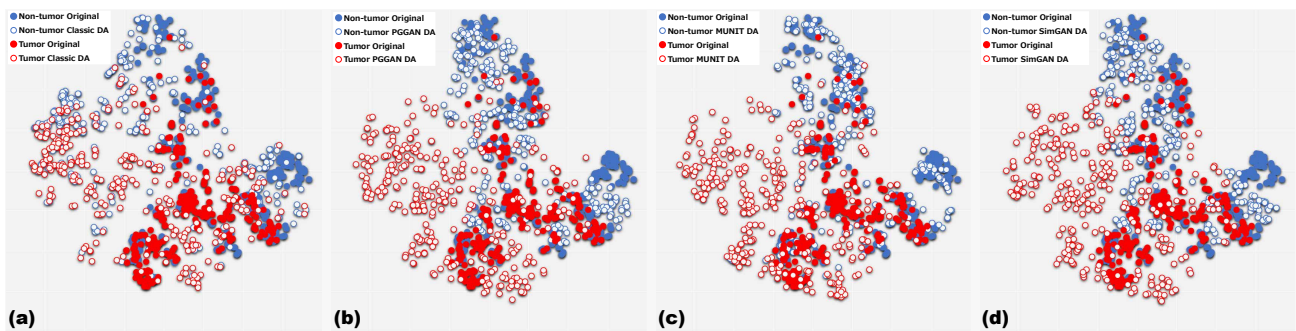 Non-tumor Original
Non-tumor Classic DA
Tumor Original
Tumor Classic DA
(a)
Non-tumor Original
Non-tumor PGGAN DA
Tumor Original
Tumor PGGAN DA
(b)
Non-tumor Original
Non-tumor MUNIT DA
Tumor Original
Tumor MUNIT DA
(c)
Non-tumor Original
Non-tumor SimGAN DA
Tumor Original
Tumor SimGAN DA
(d)